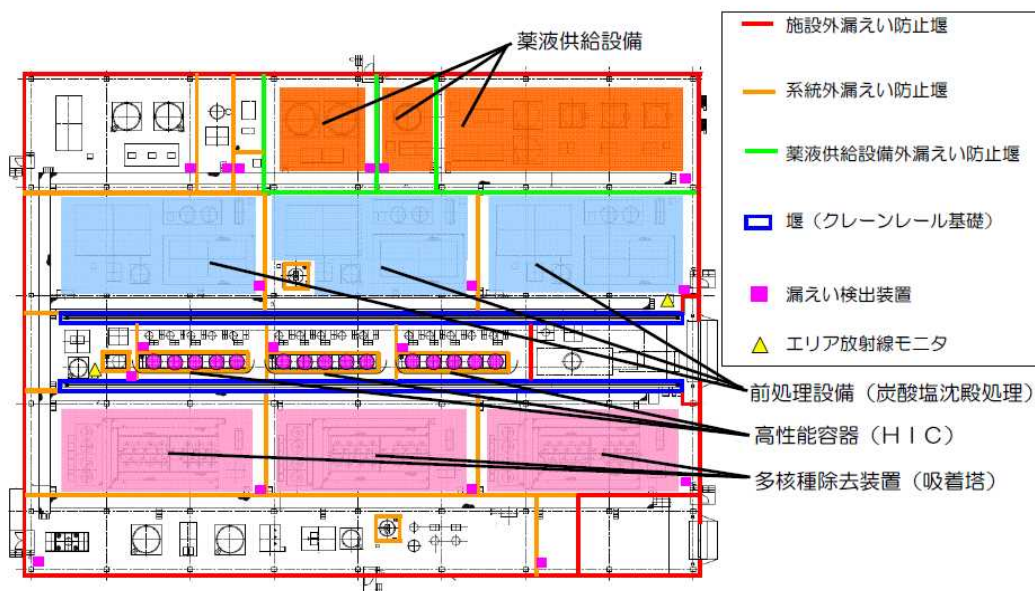 薬液供給設備
施設外漏えい防止堰
系統外漏えい防止堰
薬液供給設備外漏えい防止堰
堰（クレーンレール基礎）
漏えい検出装置
エリア放射線モニタ
前処理設備（炭酸塩沈殿処理）
高性能容器（ＨＩＣ）
多核種除去装置（吸着塔）